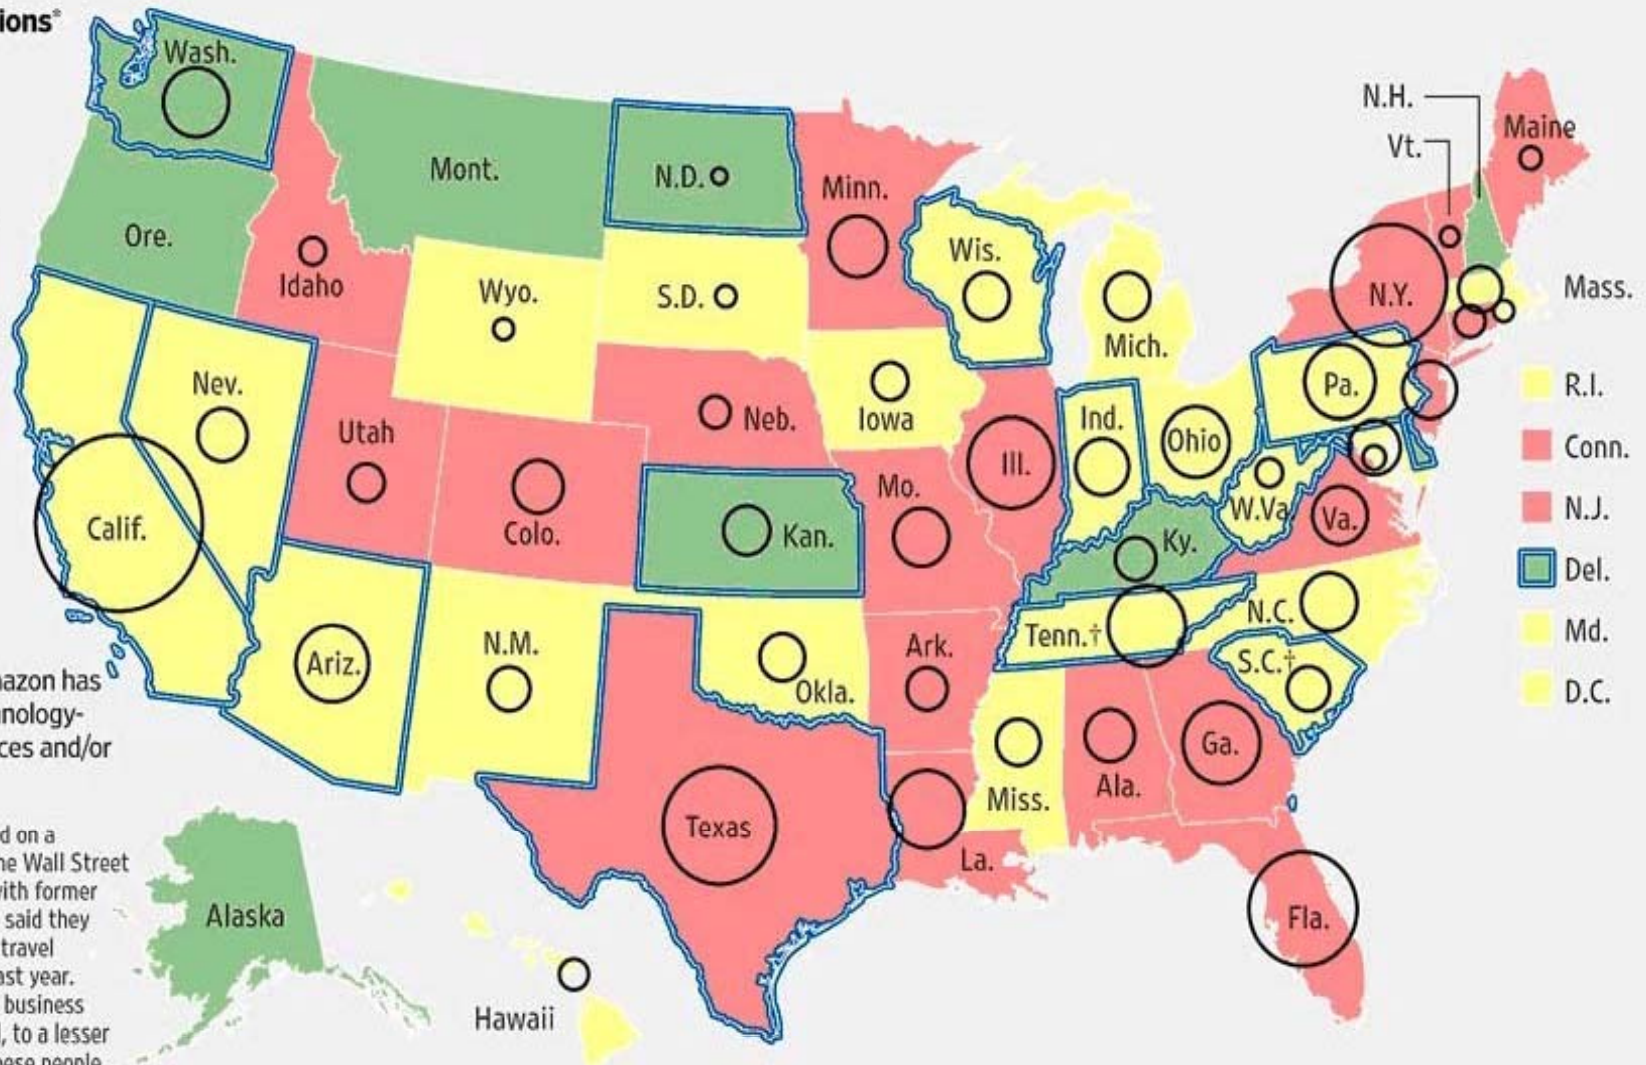 ions*
Wash.
Mont.
N.D.
Minn.
Ore.
Idaho
Wyo.
S.D.
Wis.
Mich.
N.H.
Vt.
Maine
N.Y.
Mass.
Nev.
Utah
Colo.
Neb.
Iowa
Ill.
Ind.
Ohio
Pa.
R.I.
Conn.
N.J.
Del.
Md.
D.C.
Calif.
Kan.
Mo.
Ky.
W.Va.
Va.
Ariz.
N.M.
Okla.
Ark.
Tenn.†
N.C.
S.C.†
Texas
La.
Miss.
Ala.
Ga.
Fla.
Alaska
Hawaii
nazon has
nology-
ces and/or
d on a
he Wall Street
with former
said they
travel
ast year.
business
, to a lesser
people